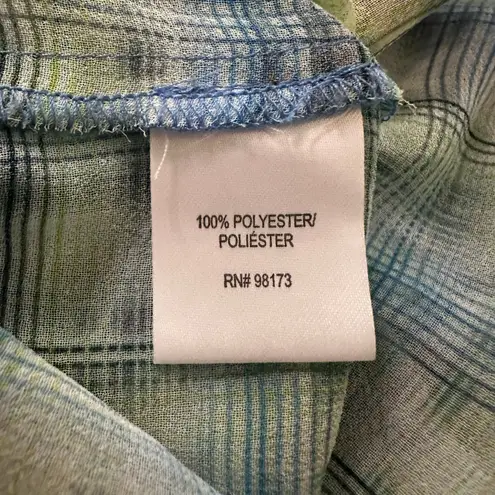 100% POLYESTER/
POLIÉSTER
RN# 98173